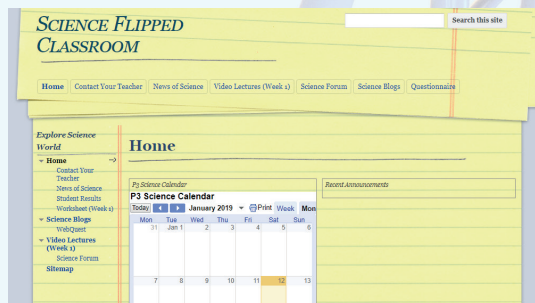 SCIENCE FLIPPED
CLASSROOM
Search this site
Home Contact Your Teacher News of Science Video Lectures (Week 1) Science Forum Science Blogs Questionnaire
Explore Science
World
Home
Contact Your
Teacher
News of Science
Student Results
Worksheet (Week 1)
Science Blogs
WebQuest
Video Lectures
(Week 1)
Science Forum
Sitemap
Home
P3 Science Calendar
P3 Science Calendar
Today January 2019 Print Week Mon
Mon Tue Wed Thu Fri Sat Sun
31 Jan 1 2 3 4 5 6
7 8 9 10 11 12 13
Recent Announcements